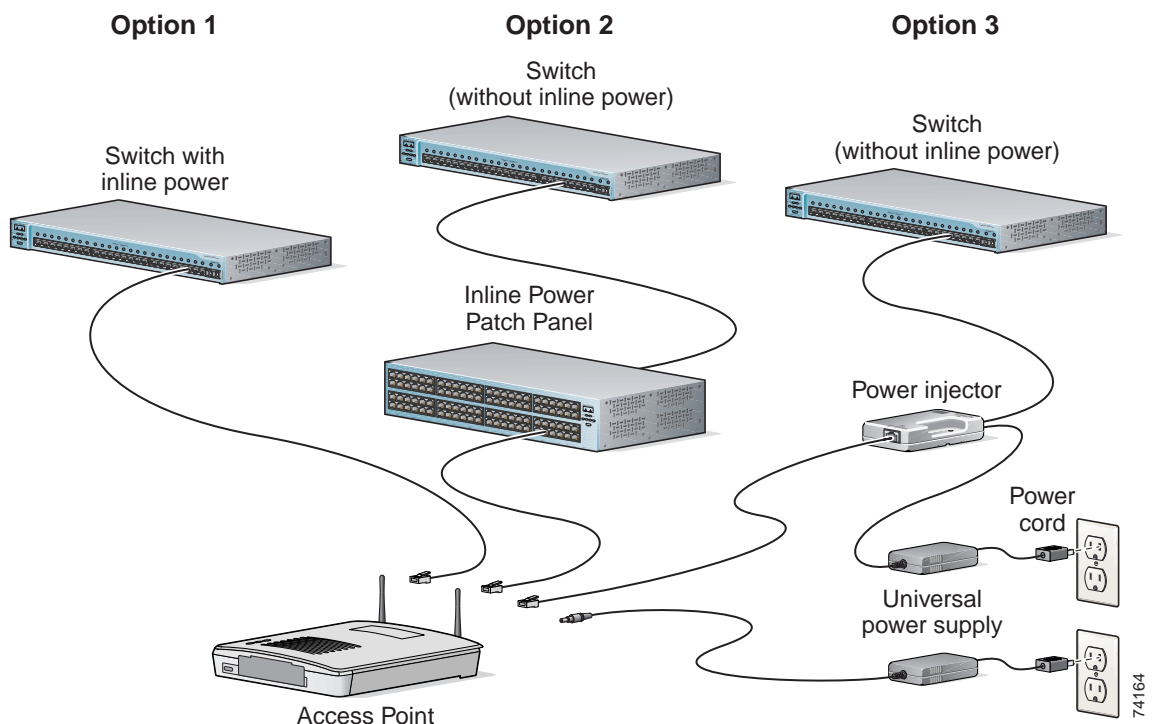 Option 1
Option 2
Option 3
Switch
(without inline power)
Switch
(without inline power)
Switch with
inline power
Inline Power
Patch Panel
Power injector
Power
cord
Universal
power supply
Access Point
74164